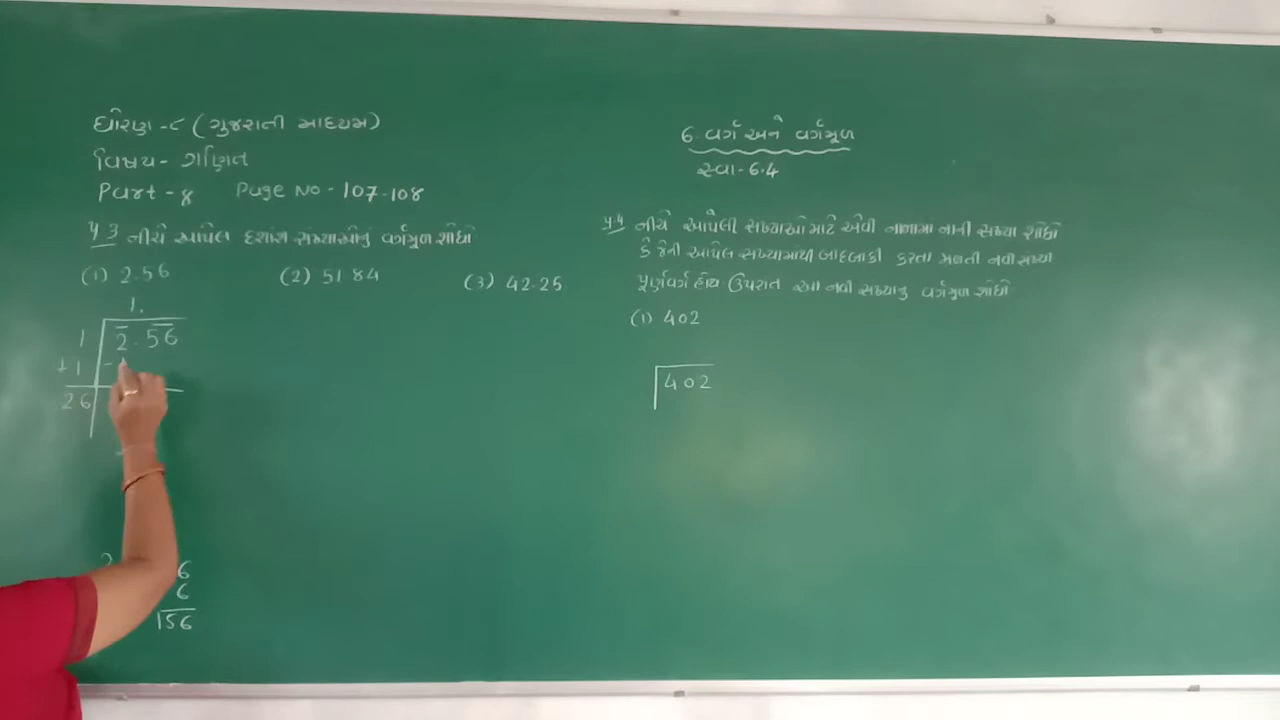 ધોરણ-૮ (ગુજરાતી માધ્યમ)
વિષય- ગણિત
Part-8 Page No-107-108
પ્ર 3 નીચે આપેલ દશાંશ સંખ્યાઓનું વર્ગમૂળ શોધો
(1) 2.56 (2) 51.84 (3) 42.25
1.
1 2.56
+1 -
26
6
6
156
6 વર્ગ અને વર્ગમૂળ
સ્વા-6.4
પ્ર.4 નીચે આપેલી સંખ્યાઓ માટે એવી નાનામાં નાની સંખ્યા શોધો
કે જેની આપેલ સંખ્યામાંથી બાદબાકી કરતા મળતી નવી સંખ્યા
પૂર્ણવર્ગ હોય ઉપરાંત આ નવી સંખ્યાનુ વર્ગમૂળ શોધો
(1) 402
402